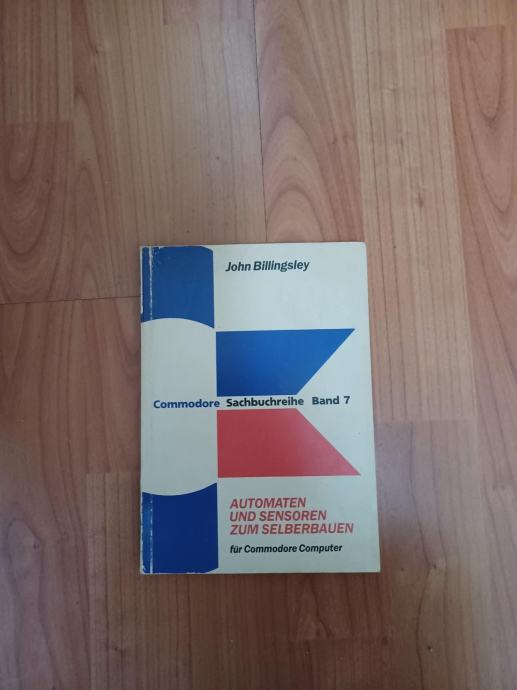 John Billingsley
Commodore Sachbuchreihe Band 7
AUTOMATEN
UND SENSOREN
ZUM SELBERBAUEN
für Commodore Computer